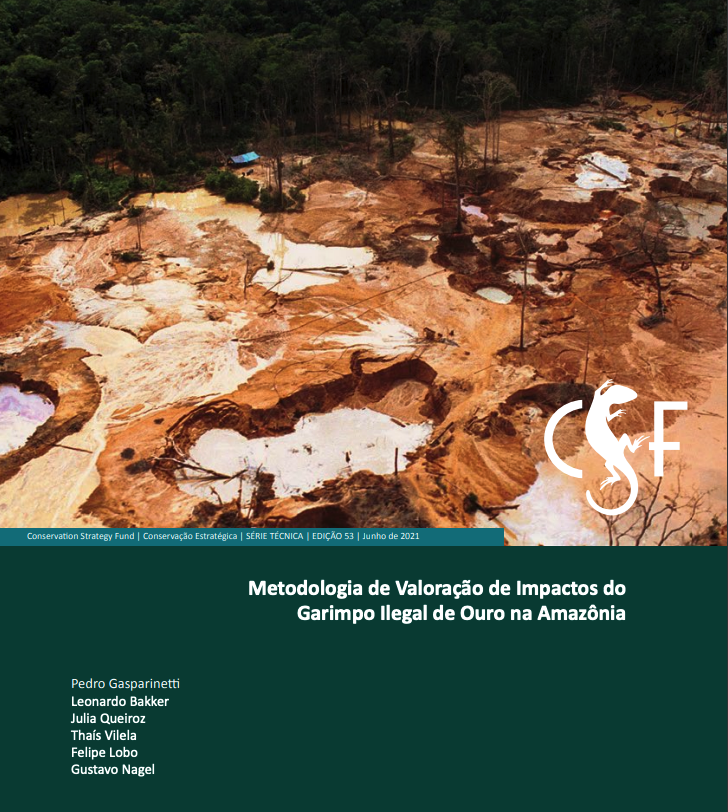 CSF
Conservation Strategy Fund | Conservação Estratégica | SÉRIE TÉCNICA | EDIÇÃO 53 | Junho de 2021
Metodologia de Valoração de Impactos do
Garimpo Ilegal de Ouro na Amazônia
Pedro Gasparinetti
Leonardo Bakker
Julia Queiroz
Thaís Vilela
Felipe Lobo
Gustavo Nagel